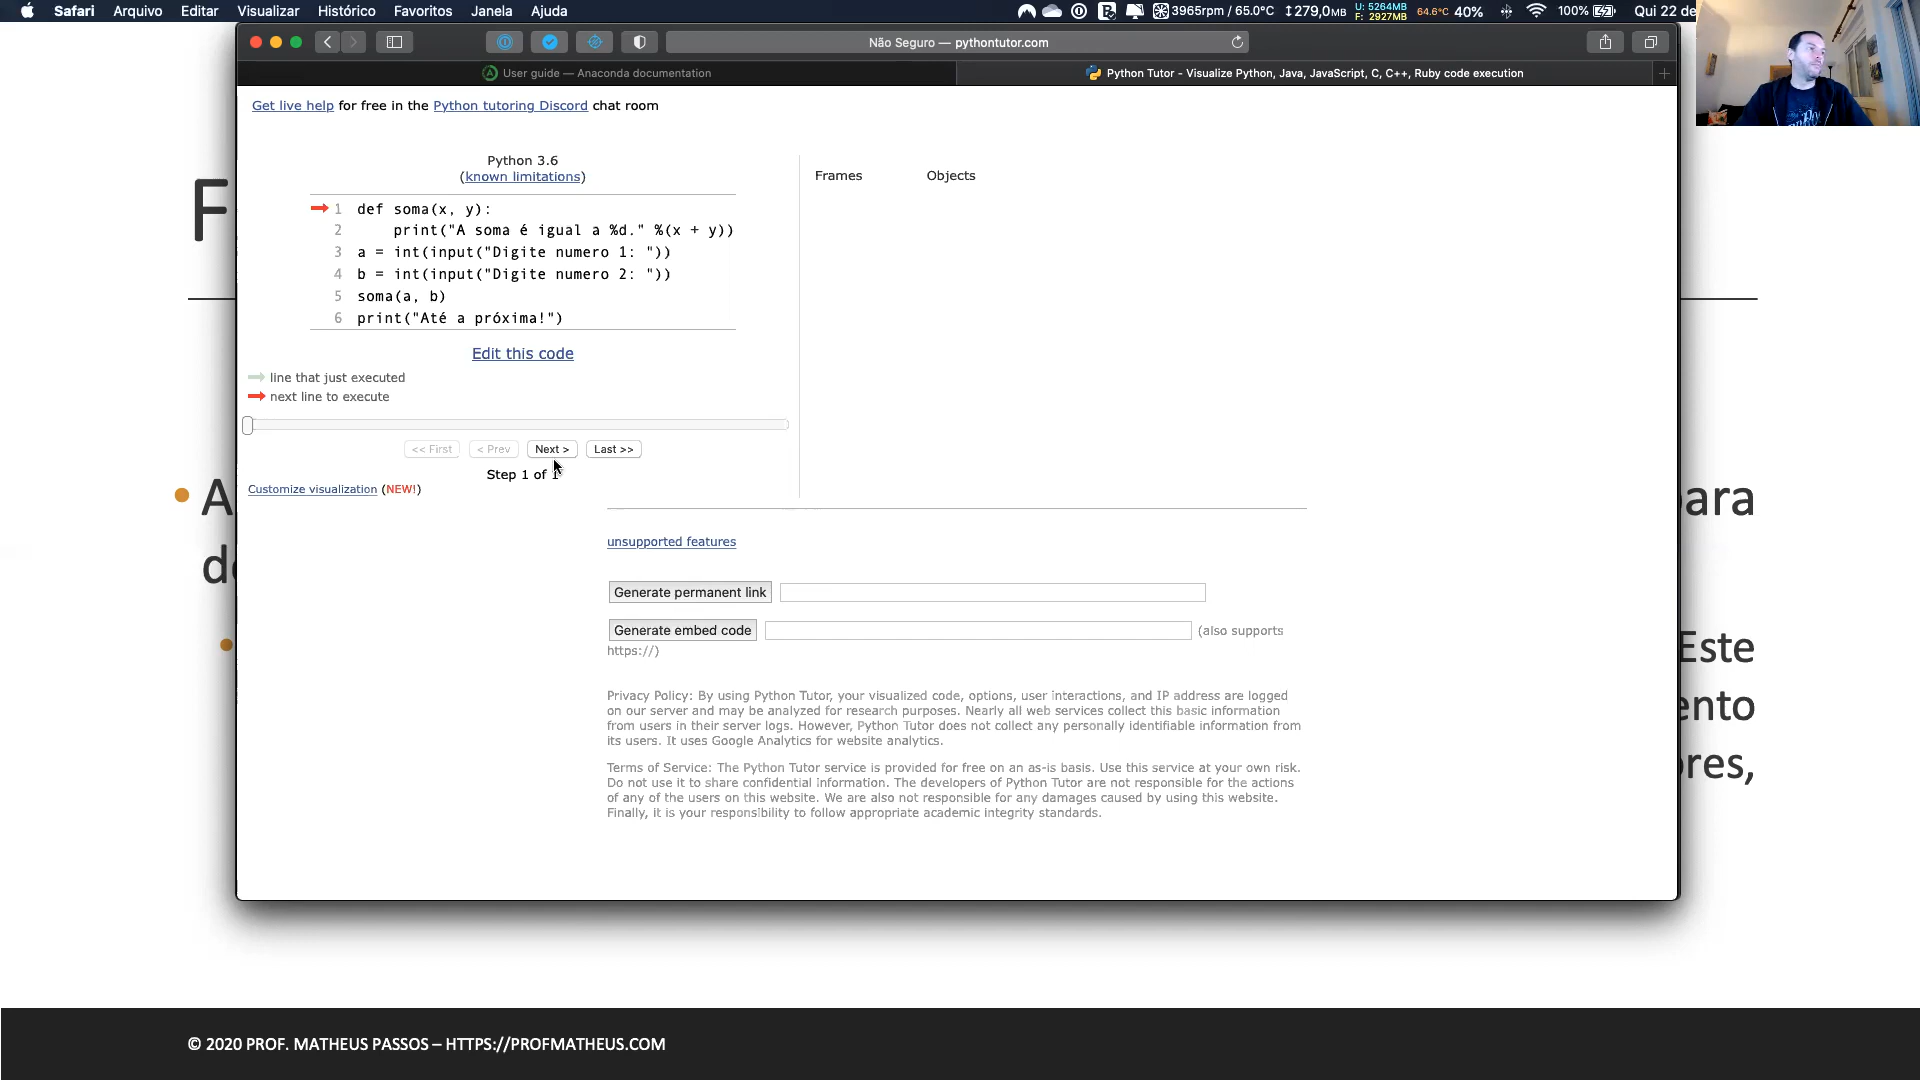 Safari Arquivo Editar Visualizar Histórico Favoritos Janela Ajuda 3965rpm / 65.0°C 279,0MB U: 5264MB F: 2927MB 64.6°C 40% 100% Qui 22 de
Não Seguro — pythontutor.com
User guide — Anaconda documentation
Python Tutor - Visualize Python, Java, JavaScript, C, C++, Ruby code execution
Get live help for free in the Python tutoring Discord chat room
Python 3.6
(known limitations)
1 def soma(x, y):
2 print("A soma é igual a %d." %(x + y))
3 a = int(input("Digite numero 1: "))
4 b = int(input("Digite numero 2: "))
5 soma(a, b)
6 print("Até a próxima!")
Edit this code
line that just executed
next line to execute
<< First < Prev Next > Last >>
Step 1 of 1
Customize visualization (NEW!)
Frames Objects
unsupported features
Generate permanent link
Generate embed code (also supports
https://)
Privacy Policy: By using Python Tutor, your visualized code, options, user interactions, and IP address are logged
on our server and may be analyzed for research purposes. Nearly all web services collect this basic information
from users in their server logs. However, Python Tutor does not collect any personally identifiable information from
its users. It uses Google Analytics for website analytics.
Terms of Service: The Python Tutor service is provided for free on an as-is basis. Use this service at your own risk.
Do not use it to share confidential information. The developers of Python Tutor are not responsible for the actions
of any of the users on this website. We are also not responsible for any damages caused by using this website.
Finally, it is your responsibility to follow appropriate academic integrity standards.
F
A para
de
Este
ento
ores,
© 2020 PROF. MATHEUS PASSOS – HTTPS://PROFMATHEUS.COM